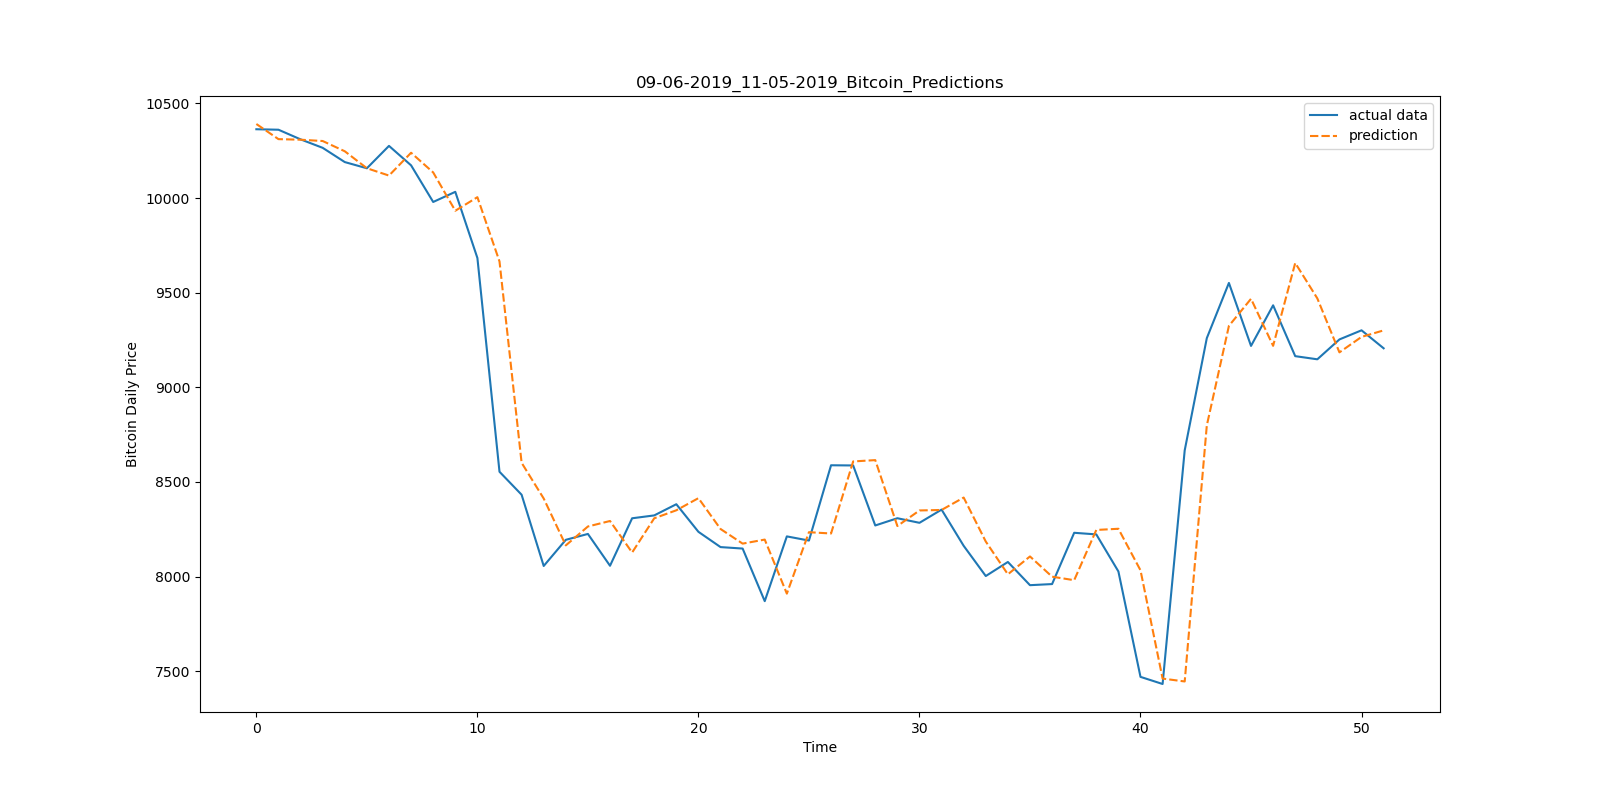 09-06-2019_11-05-2019_Bitcoin_Predictions
actual data
prediction
Bitcoin Daily Price
10500
10000
9500
9000
8500
8000
7500
0 10 20 30 40 50
Time